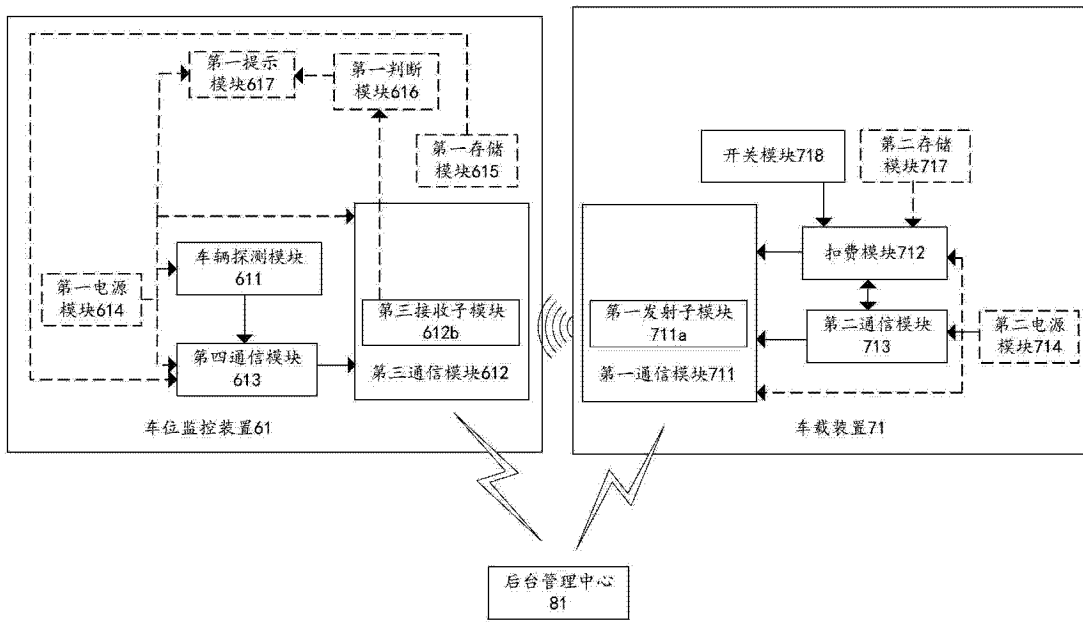 第一提示
模块617
第一判断
模块616
第一存储
模块615
车辆探测模块
611
第一电源
模块614
第三接收子模块
612b
第四通信模块
613
第三通信模块612
车位监控装置61
开关模块718
第二存储
模块717
扣费模块712
第一发射子模块
711a
第二通信模块
713
第二电源
模块714
第一通信模块711
车载装置71
后台管理中心
81